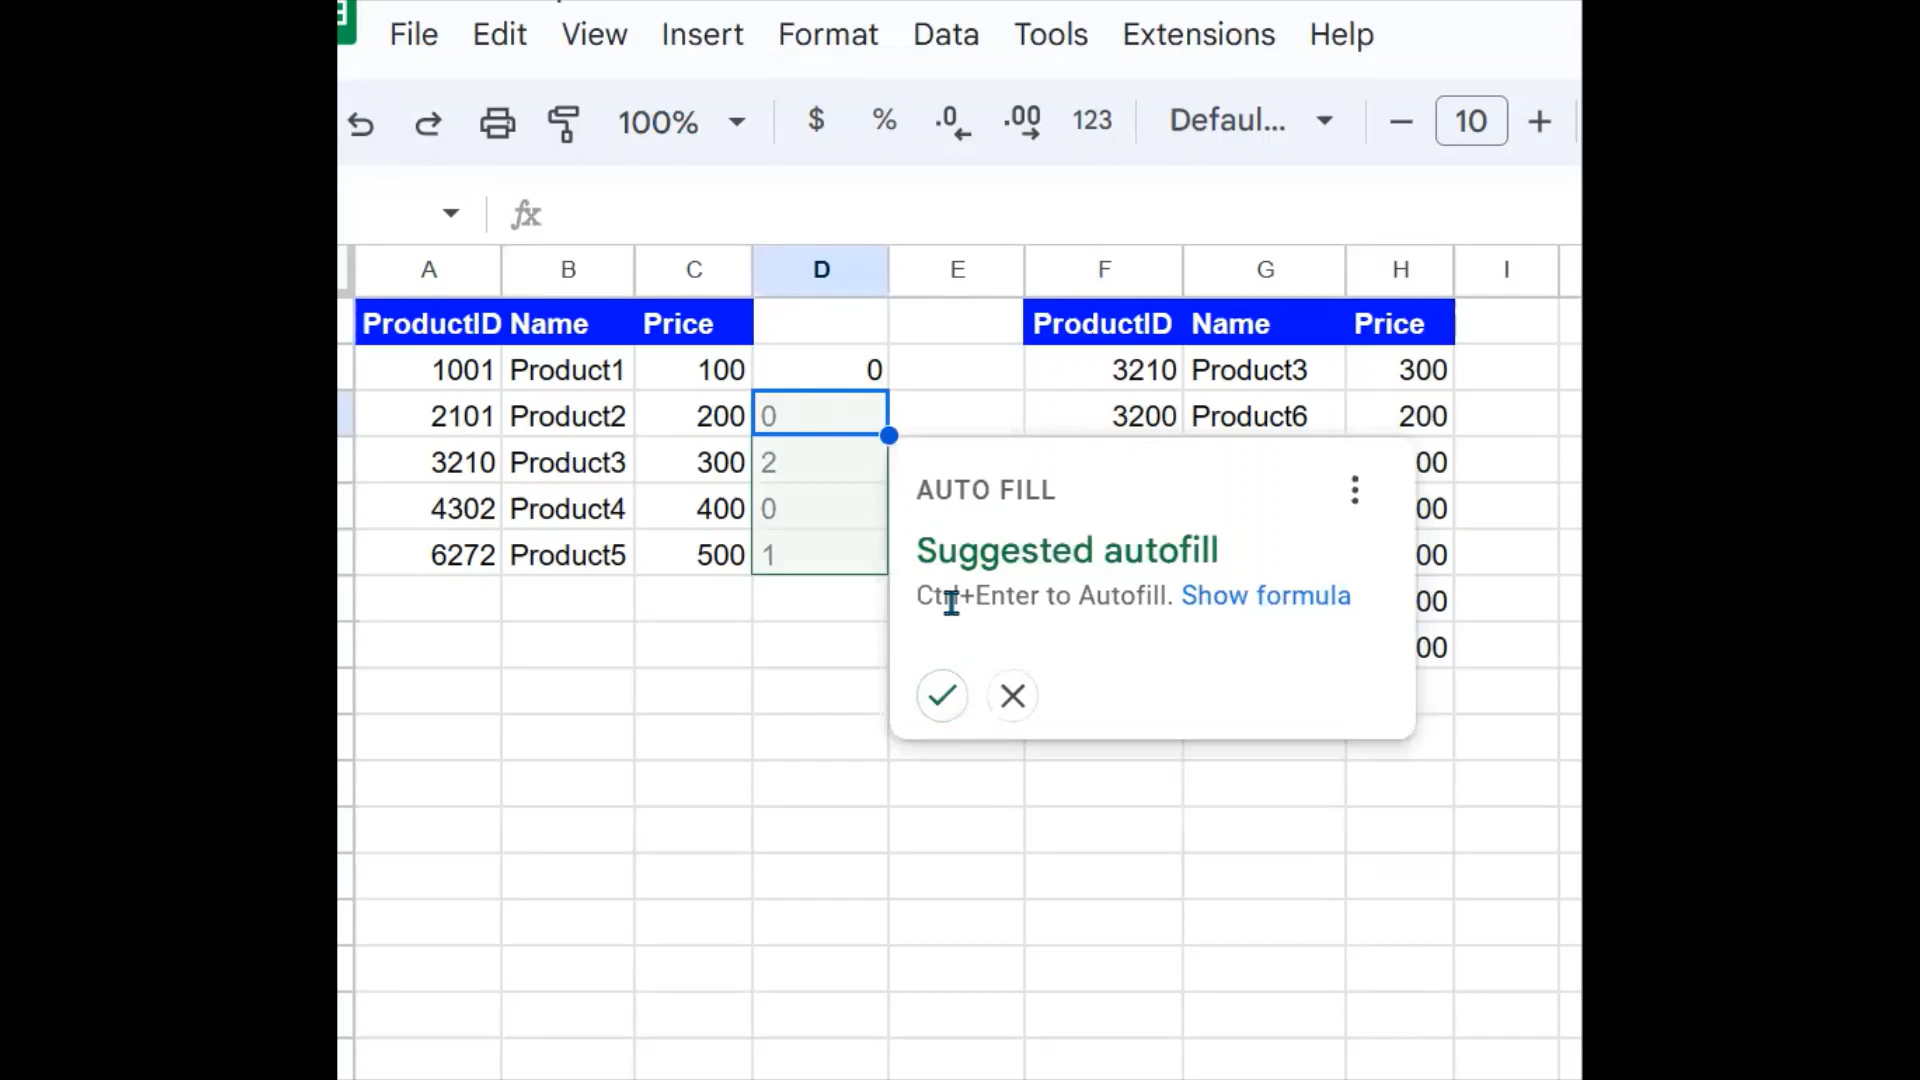 File Edit View Insert Format Data Tools Extensions Help
100% $ % .0 .00 123 Defaul... 10
fx
A B C D E F G H I
ProductID Name Price ProductID Name Price
1001 Product1 100 0 3210 Product3 300
2101 Product2 200 0 3200 Product6 200
3210 Product3 300 2 00
4302 Product4 400 0 00
6272 Product5 500 1 00
00
00
AUTO FILL
Suggested autofill
Ctrl+Enter to Autofill. Show formula